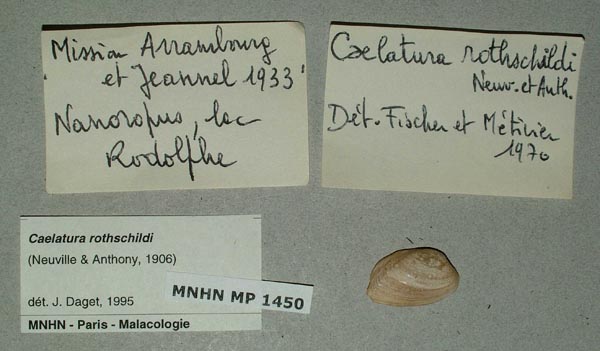 Mission Arambourg
et Jeannel 1933
Nanoropus, lac
Rodolphe
Caelatura rothschildi
Neuv. et Anth.
Dét. Fischer et Métivier
1970
Caelatura rothschildi
(Neuville & Anthony, 1906)
dét. J. Daget, 1995
MNHN - Paris - Malacologie
MNHN MP 1450